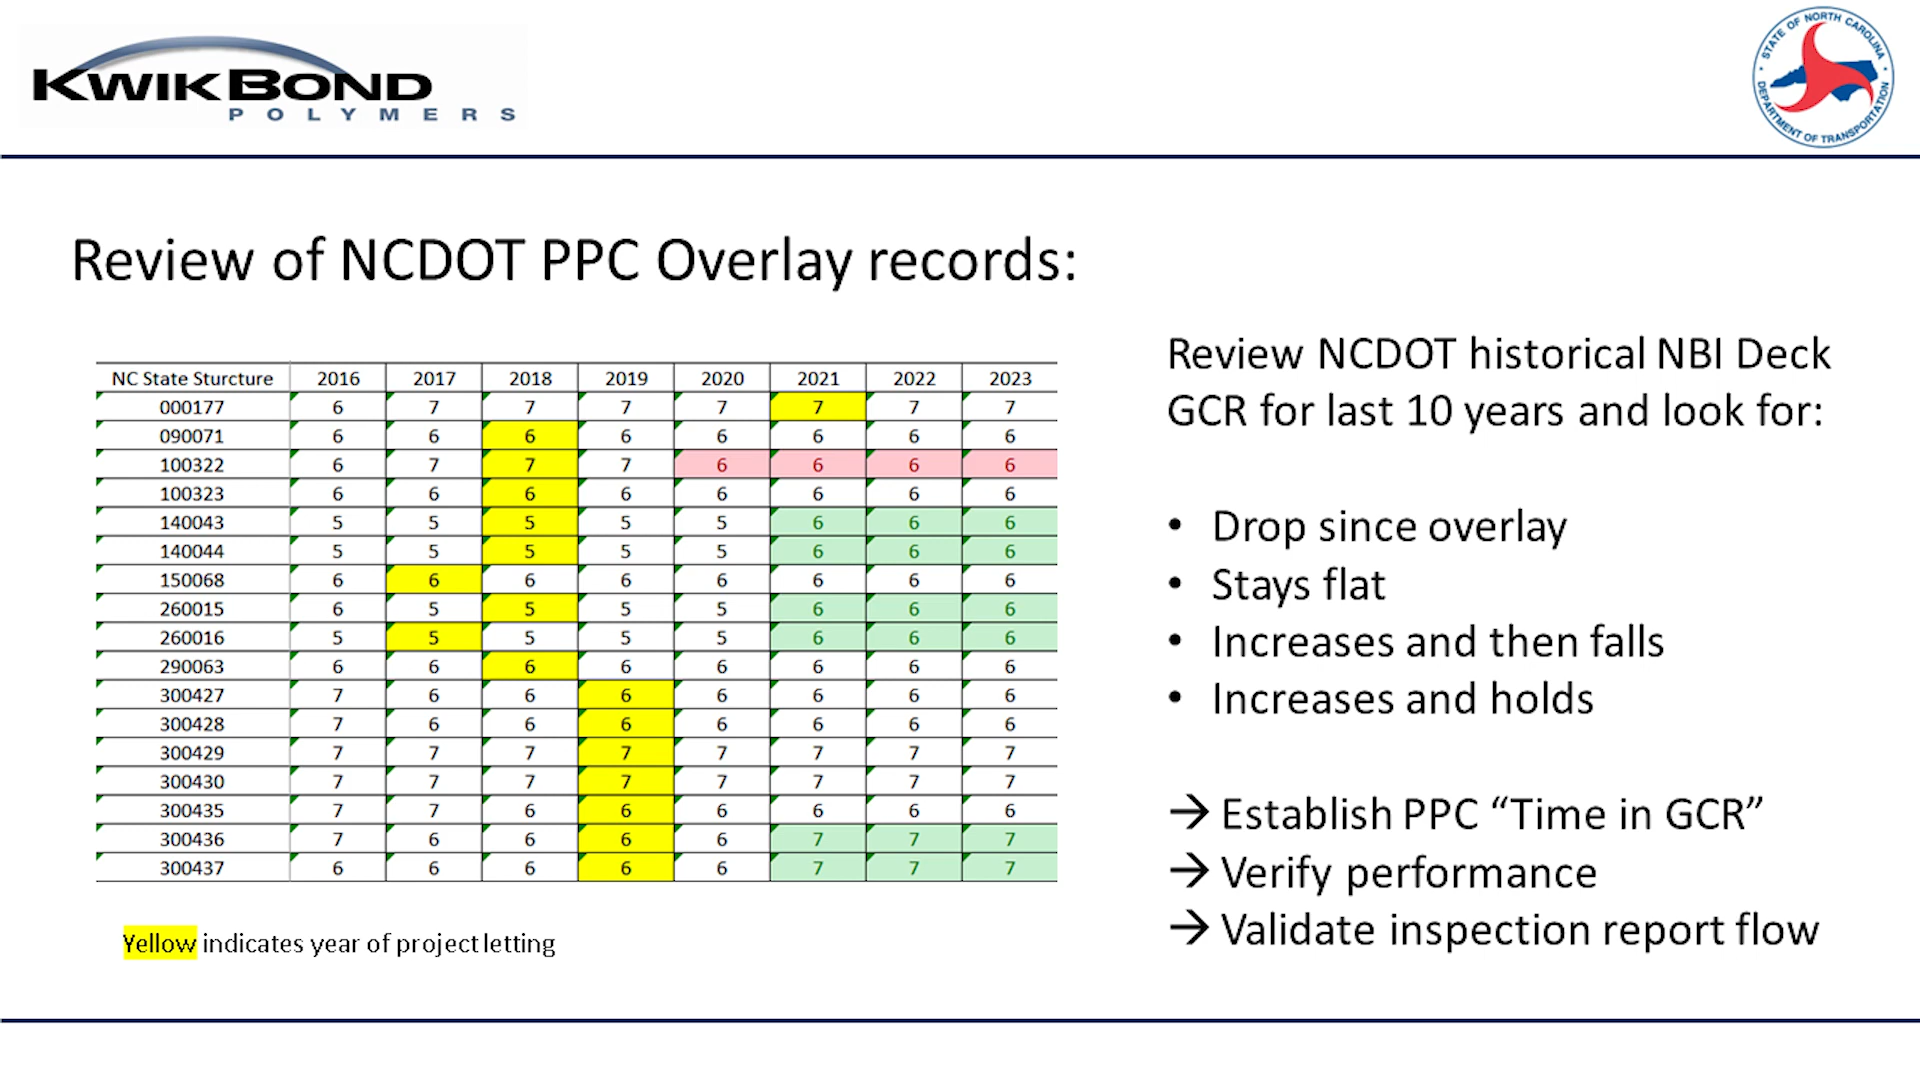 KWIKBOND
POLYMERS
STATE OF NORTH CAROLINA
DEPARTMENT OF TRANSPORTATION
Review of NCDOT PPC Overlay records:
NC State Sturcture 2016 2017 2018 2019 2020 2021 2022 2023
000177 6 7 7 7 7 7 7 7
090071 6 6 6 6 6 6 6 6
100322 6 7 7 7 6 6 6 6
100323 6 6 6 6 6 6 6 6
140043 5 5 5 5 5 6 6 6
140044 5 5 5 5 5 6 6 6
150068 6 6 6 6 6 6 6 6
260015 6 5 5 5 5 6 6 6
260016 5 5 5 5 5 6 6 6
290063 6 6 6 6 6 6 6 6
300427 7 6 6 6 6 6 6 6
300428 7 6 6 6 6 6 6 6
300429 7 7 7 7 7 7 7 7
300430 7 7 7 7 7 7 7 7
300435 7 7 6 6 6 6 6 6
300436 7 6 6 6 6 7 7 7
300437 6 6 6 6 6 7 7 7
Yellow indicates year of project letting
Review NCDOT historical NBI Deck
GCR for last 10 years and look for:
• Drop since overlay
• Stays flat
• Increases and then falls
• Increases and holds
→ Establish PPC “Time in GCR”
→ Verify performance
→ Validate inspection report flow